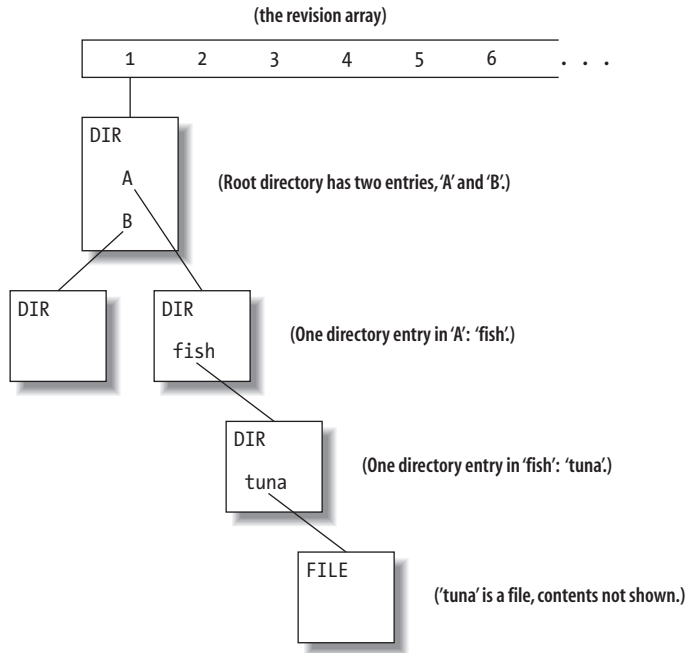 (the revision array)
1 2 3 4 5 6 . . .
DIR
A
(Root directory has two entries, ‘A’ and ‘B’.)
B
DIR
DIR
(One directory entry in ‘A’: ‘fish’.)
fish
DIR
(One directory entry in ‘fish’: ‘tuna’.)
tuna
FILE
(‘tuna’ is a file, contents not shown.)